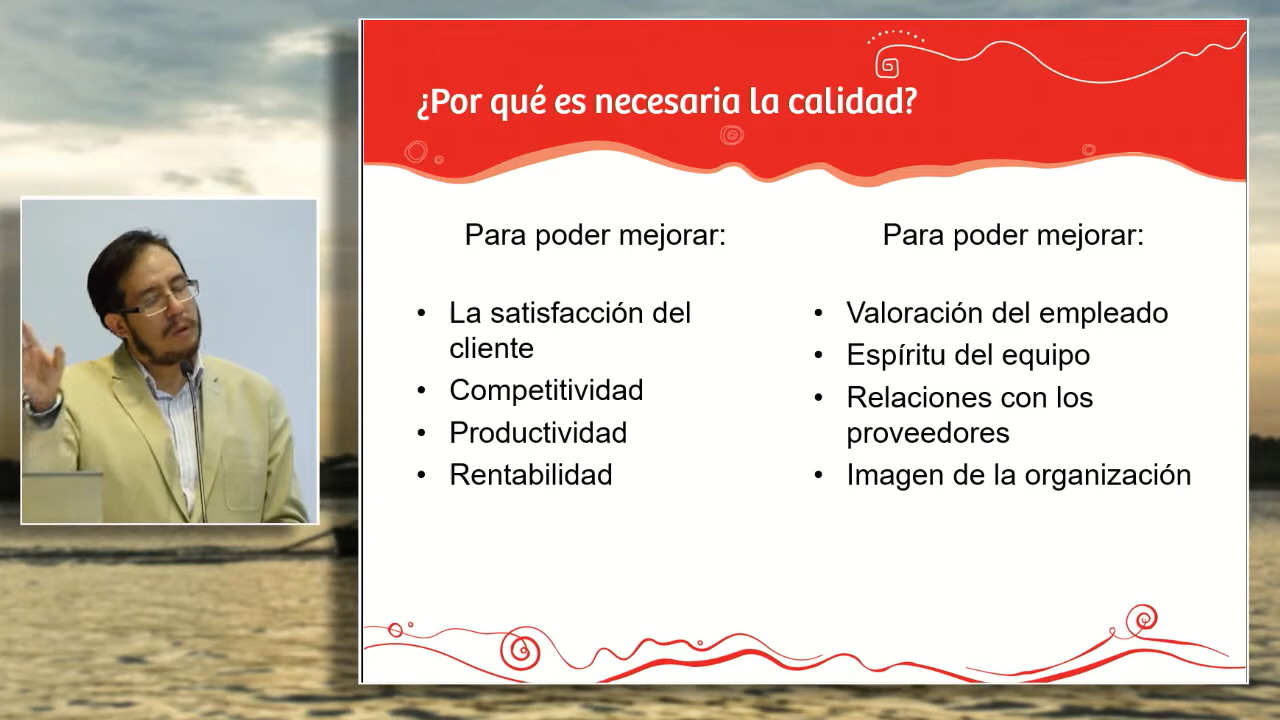 ¿Por qué es necesaria la calidad?
Para poder mejorar:
• La satisfacción del
cliente
• Competitividad
• Productividad
• Rentabilidad
Para poder mejorar:
• Valoración del empleado
• Espíritu del equipo
• Relaciones con los
proveedores
• Imagen de la organización